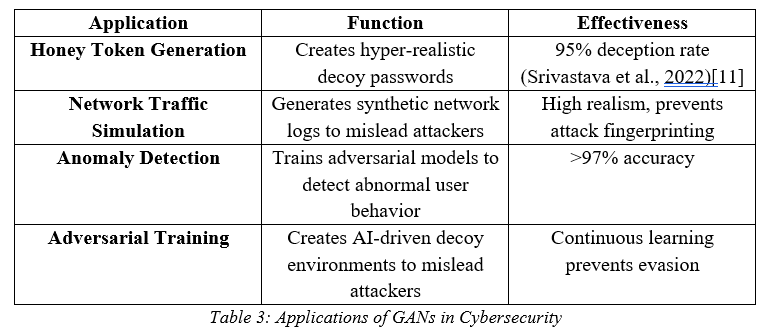 Application Function Effectiveness
Honey Token Generation Creates hyper-realistic 95% deception rate
decoy passwords (Srivastava et al., 2022)[11]
Network Traffic Generates synthetic network High realism, prevents
Simulation logs to mislead attackers attack fingerprinting
Anomaly Detection Trains adversarial models to >97% accuracy
detect abnormal user
behavior
Adversarial Training Creates AI-driven decoy Continuous learning
environments to mislead prevents evasion
attackers
Table 3: Applications of GANs in Cybersecurity